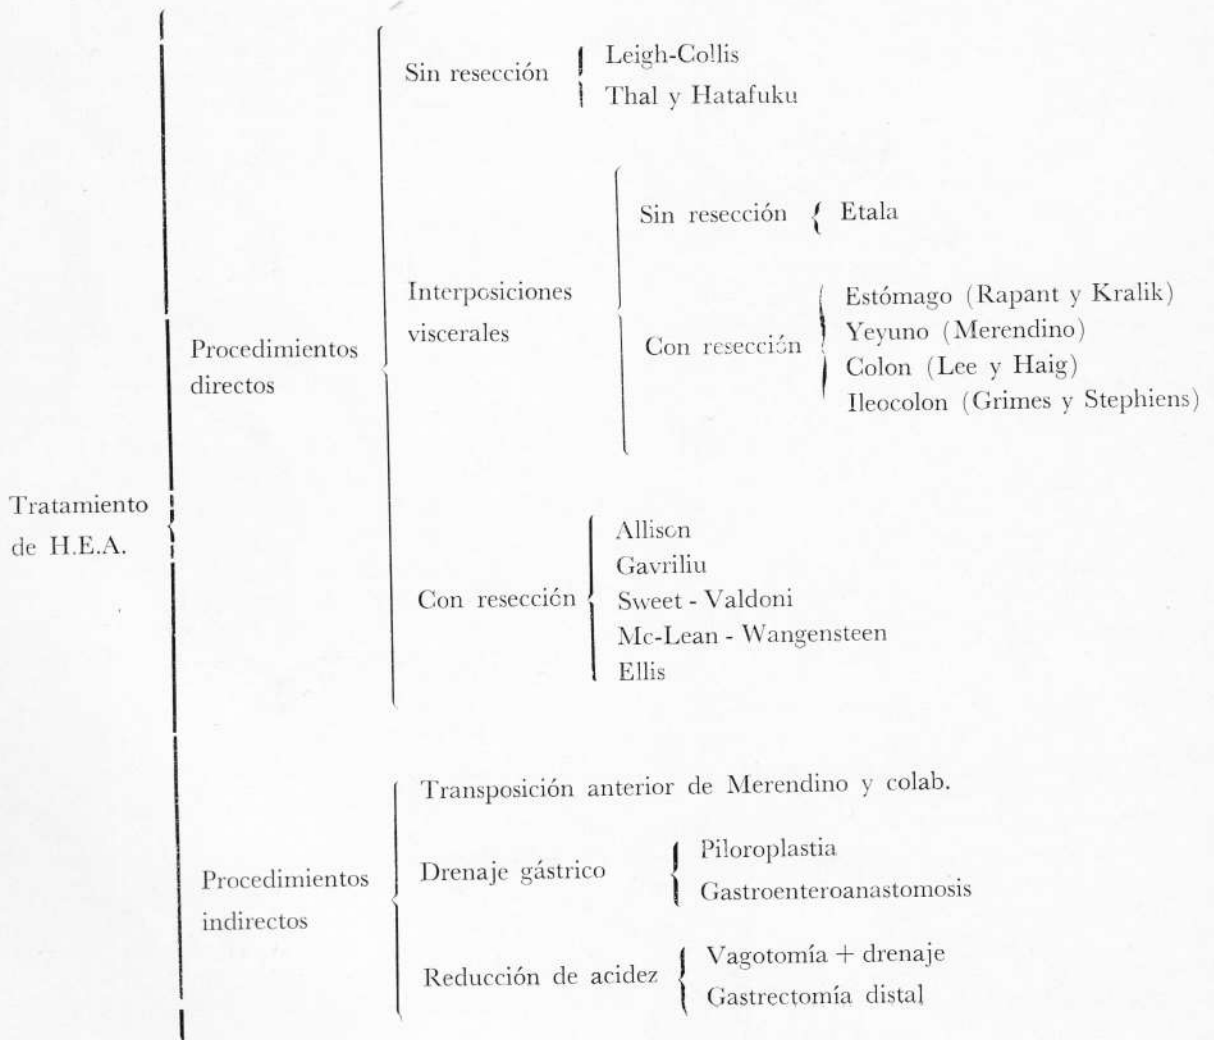 Tratamiento
de H.E.A.
Procedimientos
directos
Sin resección
Leigh-Collis
Thal y Hatafuku
Interposiciones
viscerales
Sin resección
Etala
Con resección
Estómago (Rapant y Kralik)
Yeyuno (Merendino)
Colon (Lee y Haig)
Ileocolon (Grimes y Stephiens)
Con resección
Allison
Gavriliu
Sweet - Valdoni
Mc-Lean - Wangensteen
Ellis
Procedimientos
indirectos
Transposición anterior de Merendino y colab.
Drenaje gástrico
Piloroplastia
Gastroenteroanastomosis
Reducción de acidez
Vagotomía + drenaje
Gastrectomía distal